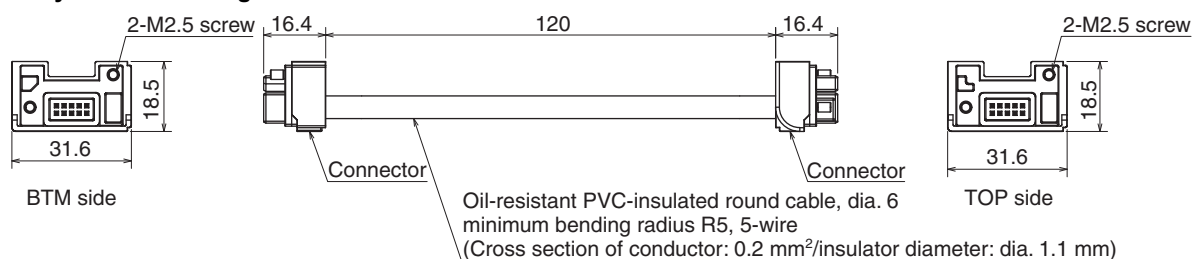 2-M2.5 screw
16.4
120
16.4
2-M2.5 screw
18.5
18.5
31.6
31.6
Connector
Connector
BTM side
TOP side
Oil-resistant PVC-insulated round cable, dia. 6
minimum bending radius R5, 5-wire
(Cross section of conductor: 0.2 mm²/insulator diameter: dia. 1.1 mm)